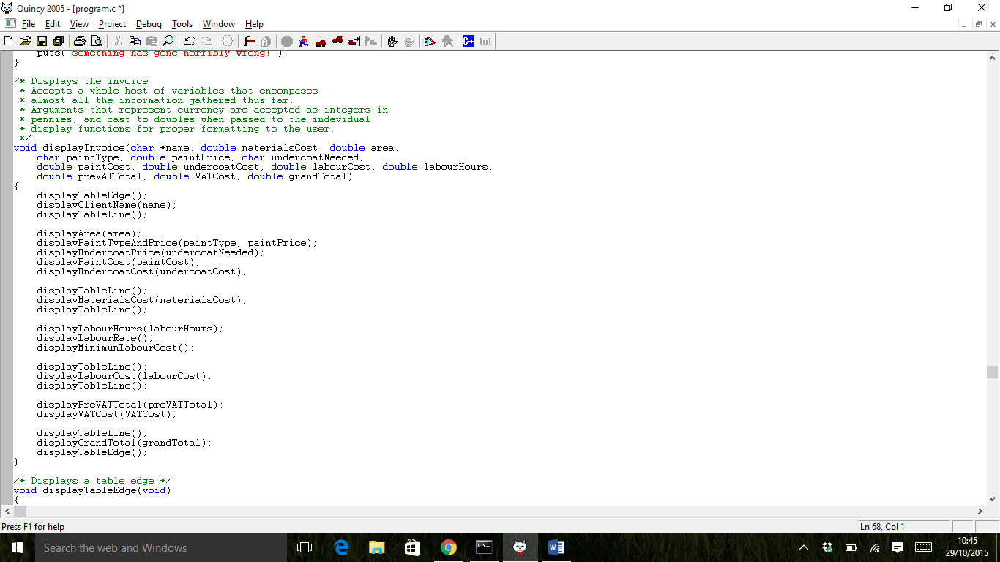 Quincy 2005 - [program.c *]
File Edit View Project Debug Tools Window Help
C++ tut
puts("something has gone horribly wrong!");
}
/* Displays the invoice
* Accepts a whole host of variables that encompases
* almost all the information gathered thus far.
* Arguments that represent currency are accepted as integers in
* pennies, and cast to doubles when passed to the indevidual
* display functions for proper formatting to the user.
*/
void displayInvoice(char *name, double materialsCost, double area,
char paintType, double paintPrice, char undercoatNeeded,
double paintCost, double undercoatCost, double labourCost, double labourHours,
double preVATTotal, double VATCost, double grandTotal)
{
displayTableEdge();
displayClientName(name);
displayTableLine();
displayArea(area);
displayPaintTypeAndPrice(paintType, paintPrice);
displayUndercoatPrice(undercoatNeeded);
displayPaintCost(paintCost);
displayUndercoatCost(undercoatCost);
displayTableLine();
displayMaterialsCost(materialsCost);
displayTableLine();
displayLabourHours(labourHours);
displayLabourRate();
displayMinimumLabourCost();
displayTableLine();
displayLabourCost(labourCost);
displayTableLine();
displayPreVATTotal(preVATTotal);
displayVATCost(VATCost);
displayTableLine();
displayGrandTotal(grandTotal);
displayTableEdge();
}
/* Displays a table edge */
void displayTableEdge(void)
{
Press F1 for help
Ln 68, Col 1
Search the web and Windows
10:45
29/10/2015